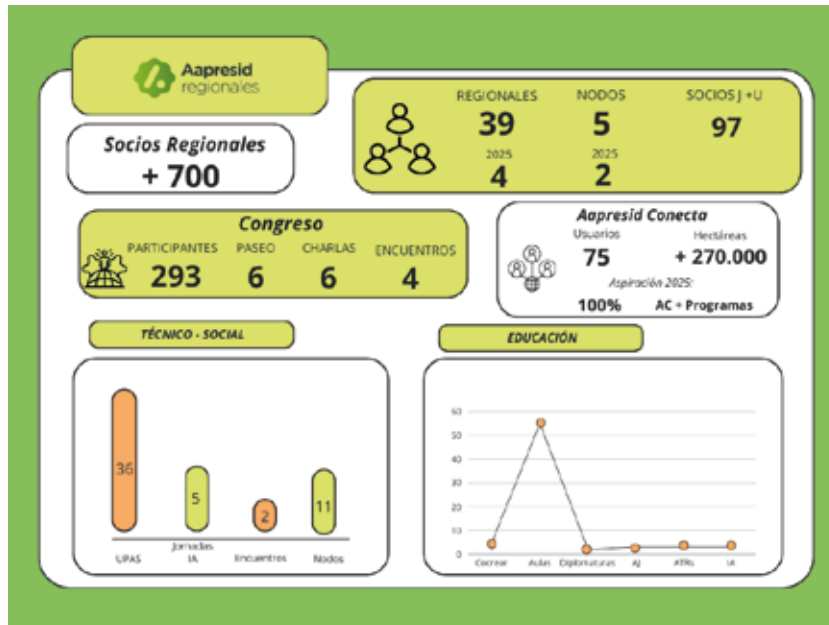 Aapresid
regionales
Socios Regionales
+ 700
REGIONALES NODOS SOCIOS J +U
39 5 97
2025 2025
4 2
Congreso
PARTICIPANTES PASEO CHARLAS ENCUENTROS
293 6 6 4
Aapresid Conecta
Usuarios Hectáreas
75 + 270.000
Aspiración 2025:
100% AC + Programas
TÉCNICO - SOCIAL
36 5 2 11
UPAS Jornadas IA Encuentros Nodos
EDUCACIÓN
60
50
40
30
20
10
0
Cocrear Aulas Diplomaturas AJ ATRs IA